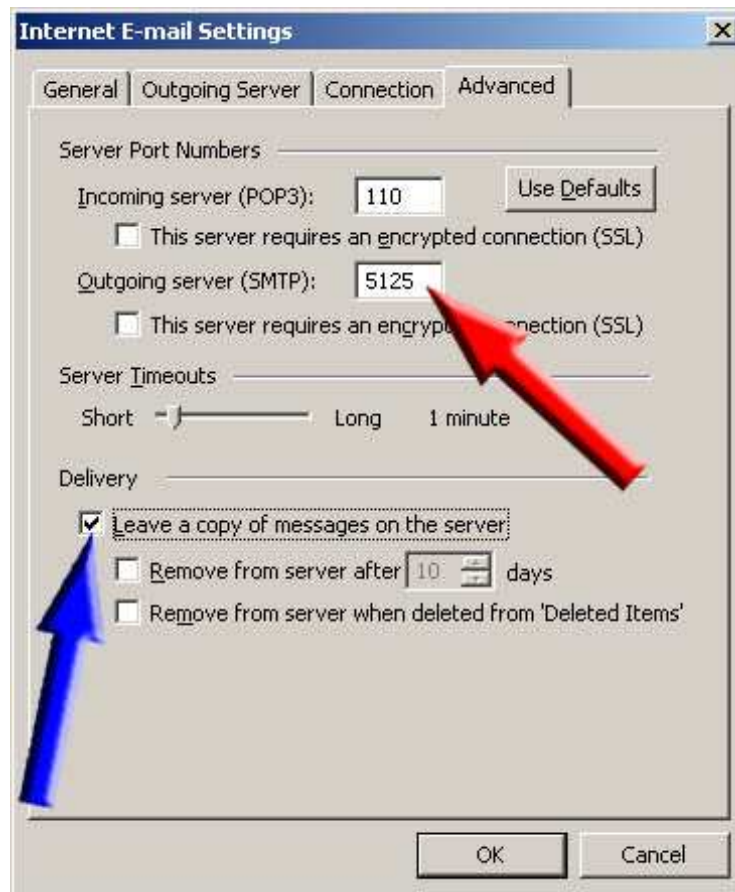 Internet E-mail Settings
General Outgoing Server Connection Advanced
Server Port Numbers
Incoming server (POP3): 110 Use Defaults
This server requires an encrypted connection (SSL)
Outgoing server (SMTP): 5125
This server requires an encryp nnection (SSL)
Server Timeouts
Short Long 1 minute
Delivery
Leave a copy of messages on the server
Remove from server after 10 days
Remove from server when deleted from 'Deleted Items'
OK Cancel